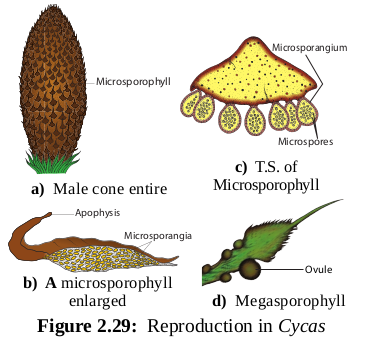 Microsporophyll
a) Male cone entire
Microsporangium
Microspores
c) T.S. of
Microsporophyll
Apophysis
Microsporangia
b) A microsporophyll
enlarged
Ovule
d) Megasporophyll
Figure 2.29: Reproduction in Cycas